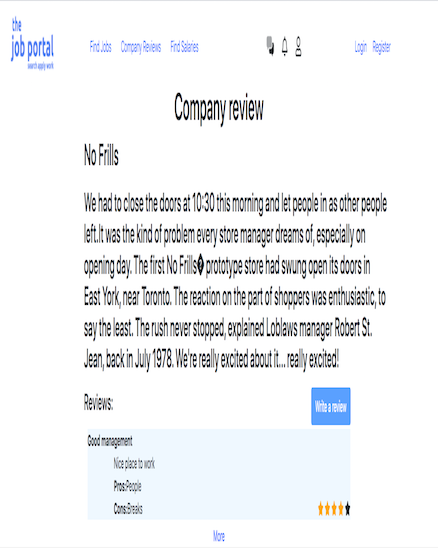 the
job portal
search apply work
Find Jobs Company Reviews Find Salaries Login Register
Company review
No Frills
We had to close the doors at 10:30 this morning and let people in as other people
left.It was the kind of problem every store manager dreams of, especially on
opening day. The first No Frills� prototype store had swung open its doors in
East York, near Toronto. The reaction on the part of shoppers was enthusiastic, to
say the least. The rush never stopped, explained Loblaws manager Robert St.
Jean, back in July 1978. We're really excited about it... really excited!
Reviews: Write a review
Good management
Nice place to work
Pros:People
Cons:Breaks
More